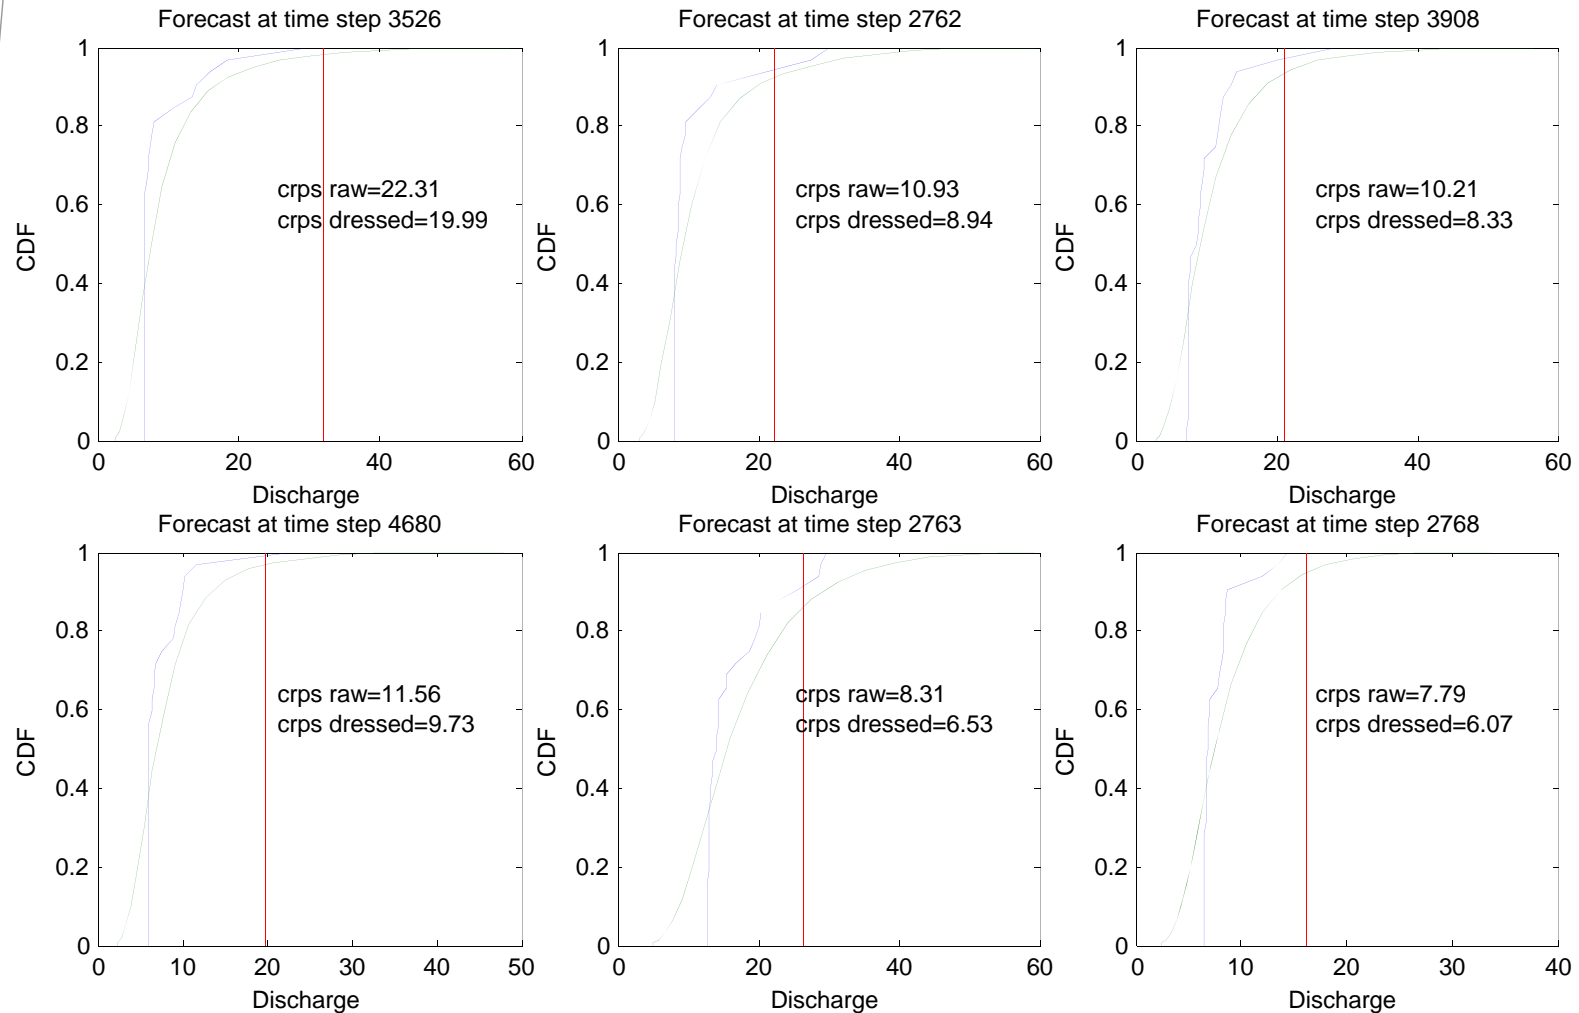 Forecast at time step 3526
1
0.8
0.6
0.4
0.2
0
CDF
crps raw=22.31
crps dressed=19.99
0
20
40
60
Discharge
Forecast at time step 2762
1
0.8
0.6
0.4
0.2
0
CDF
crps raw=10.93
crps dressed=8.94
0
20
40
60
Discharge
Forecast at time step 3908
1
0.8
0.6
0.4
0.2
0
CDF
crps raw=10.21
crps dressed=8.33
0
20
40
60
Discharge
Forecast at time step 4680
1
0.8
0.6
0.4
0.2
0
CDF
crps raw=11.56
crps dressed=9.73
0
10
20
30
40
50
Discharge
Forecast at time step 2763
1
0.8
0.6
0.4
0.2
0
CDF
crps raw=8.31
crps dressed=6.53
0
20
40
60
Discharge
Forecast at time step 2768
1
0.8
0.6
0.4
0.2
0
CDF
crps raw=7.79
crps dressed=6.07
0
10
20
30
40
Discharge